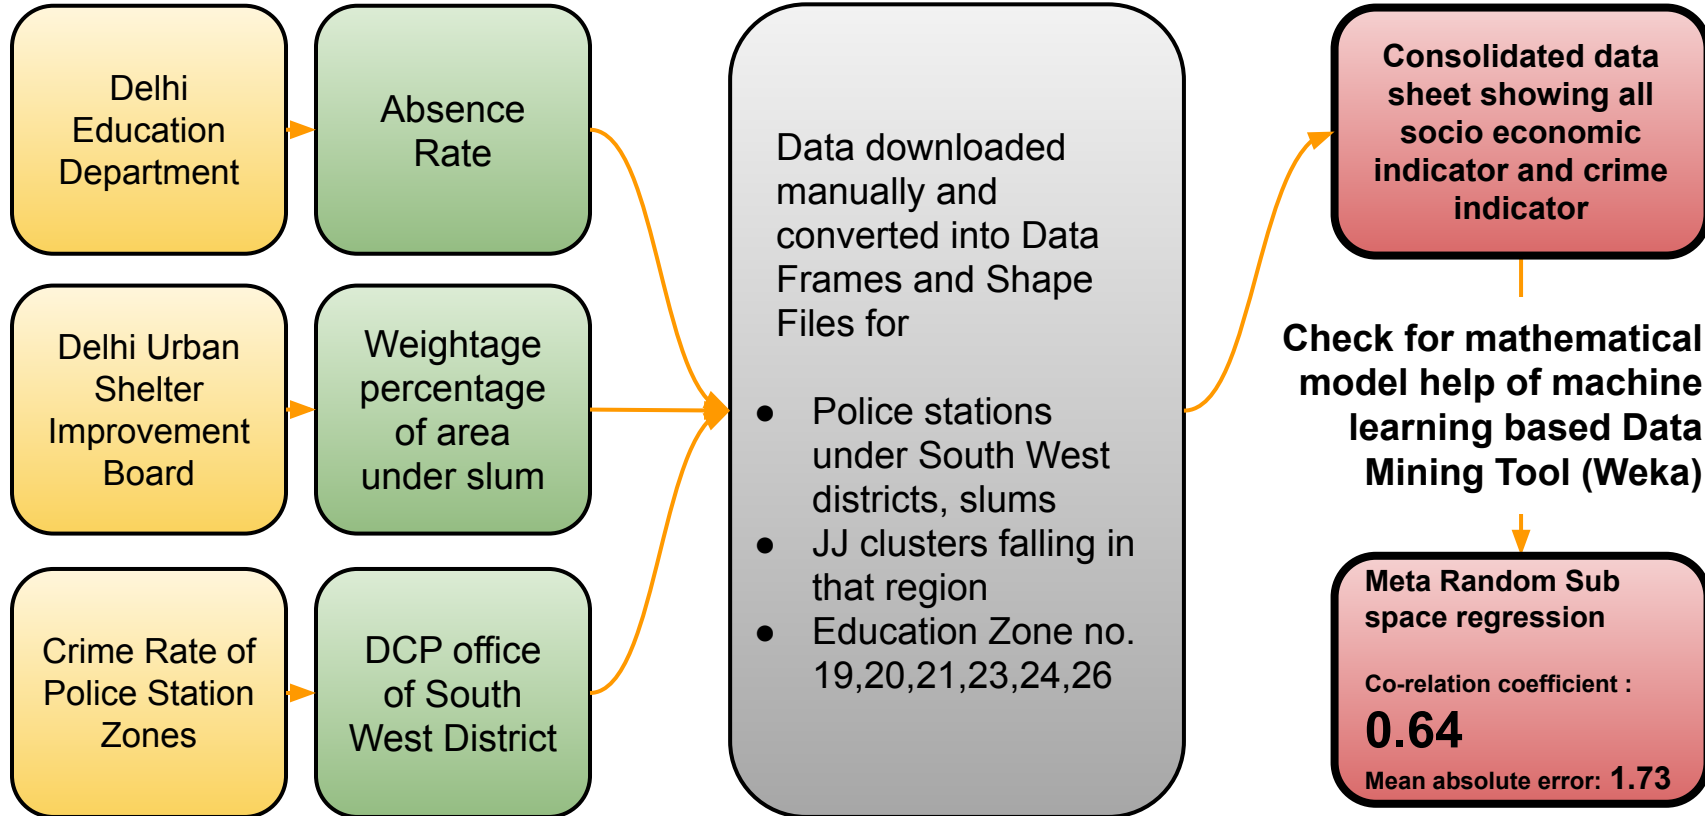 Delhi
Education
Department
Absence
Rate
Delhi Urban
Shelter
Improvement
Board
Weightage
percentage
of area
under slum
Crime Rate of
Police Station
Zones
DCP office
of South
West District
Data downloaded
manually and
converted into Data
Frames and Shape
Files for
● Police stations
under South West
districts, slums
● JJ clusters falling in
that region
● Education Zone no.
19,20,21,23,24,26
Consolidated data
sheet showing all
socio economic
indicator and crime
indicator
Check for mathematical
model help of machine
learning based Data
Mining Tool (Weka)
Meta Random Sub
space regression
Co-relation coefficient :
0.64
Mean absolute error: 1.73